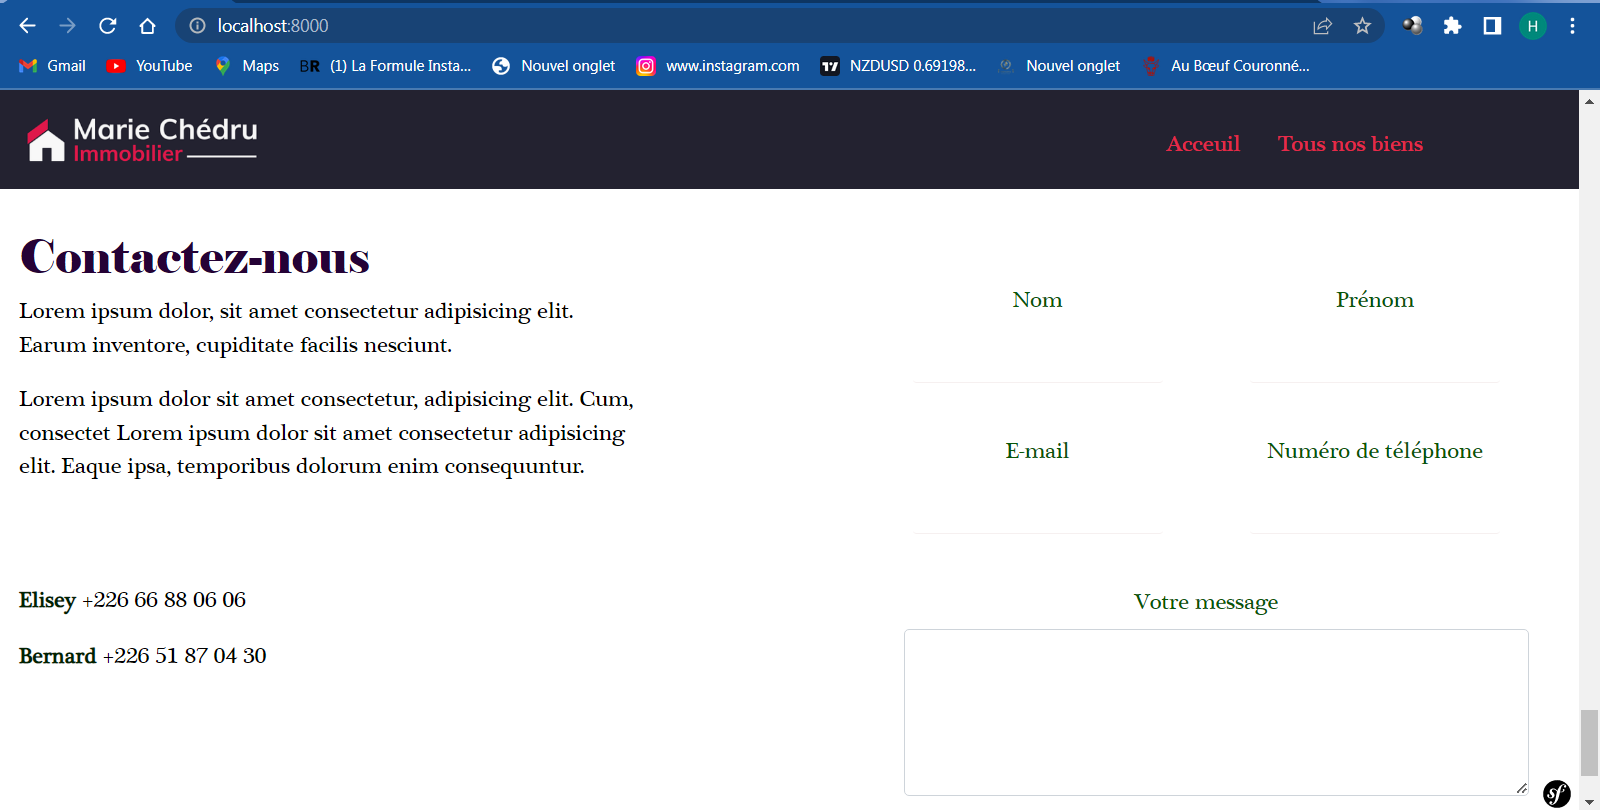 localhost:8000
H
Gmail
YouTube
Maps
BR (1) La Formule Insta...
Nouvel onglet
www.instagram.com
17 NZDUSD 0.69198...
Nouvel onglet
Au Bœuf Couronné...
Marie Chédru
Immobilier
Acceuil
Tous nos biens
Contactez-nous
Lorem ipsum dolor, sit amet consectetur adipisicing elit.
Earum inventore, cupiditate facilis nesciunt.
Lorem ipsum dolor sit amet consectetur, adipisicing elit. Cum,
consectet Lorem ipsum dolor sit amet consectetur adipisicing
elit. Eaque ipsa, temporibus dolorum enim consequuntur.
Elisey +226 66 88 06 06
Bernard +226 51 87 04 30
Nom
Prénom
E-mail
Numéro de téléphone
Votre message
sf